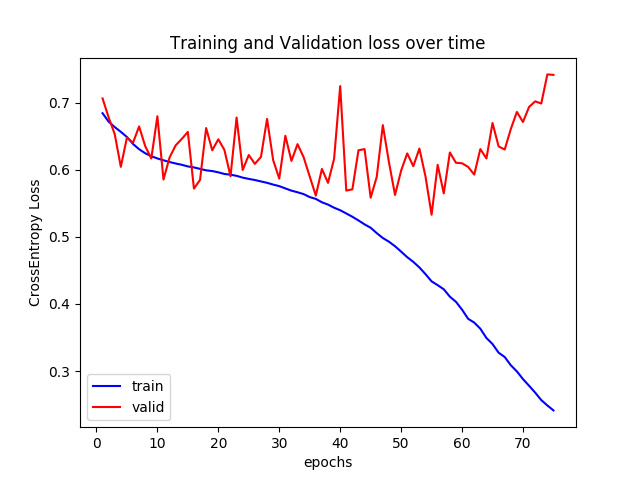 Training and Validation loss over time
CrossEntropy Loss
0.7
0.6
0.5
0.4
0.3
train
valid
0 10 20 30 40 50 60 70
epochs